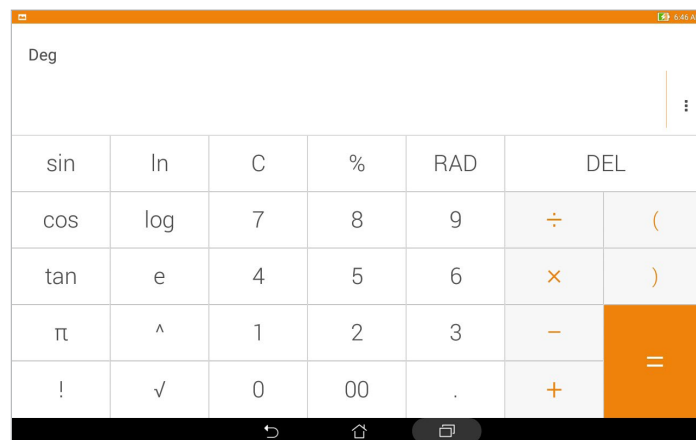 6:46 A
Deg
sin ln C % RAD DEL
cos log 7 8 9 ÷ (
tan e 4 5 6 × )
π ^ 1 2 3 −
! √ 0 00 . + =